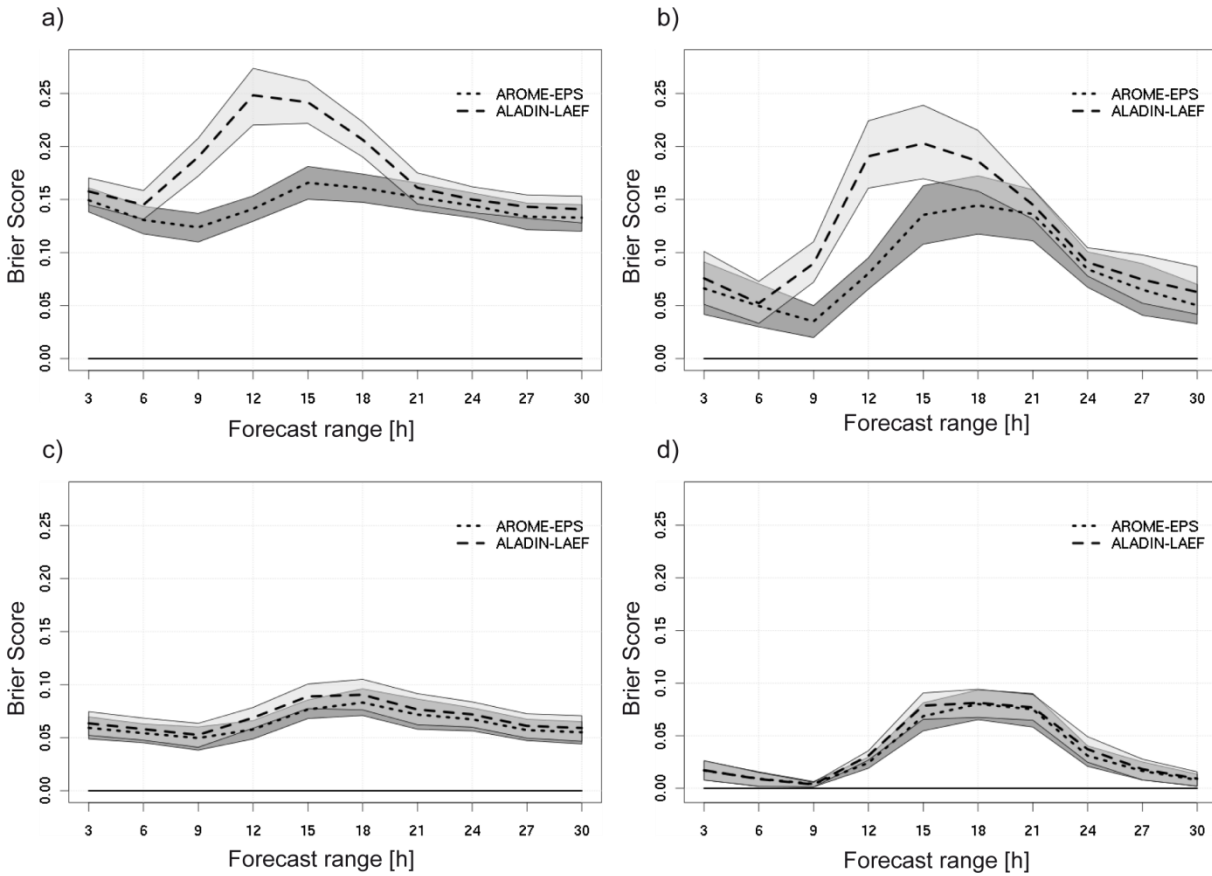 a)
Brier Score
0.00 0.05 0.10 0.15 0.20 0.25
AROME-EPS
ALADIN-LAEF
3 6 9 12 15 18 21 24 27 30
Forecast range [h]
b)
Brier Score
0.00 0.05 0.10 0.15 0.20 0.25
AROME-EPS
ALADIN-LAEF
3 6 9 12 15 18 21 24 27 30
Forecast range [h]
c)
Brier Score
0.00 0.05 0.10 0.15 0.20 0.25
AROME-EPS
ALADIN-LAEF
3 6 9 12 15 18 21 24 27 30
Forecast range [h]
d)
Brier Score
0.00 0.05 0.10 0.15 0.20 0.25
AROME-EPS
ALADIN-LAEF
3 6 9 12 15 18 21 24 27 30
Forecast range [h]